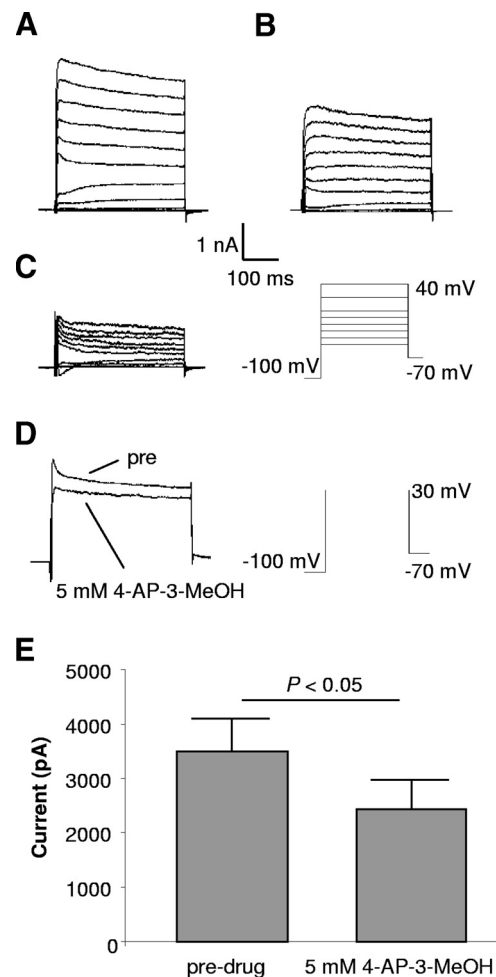 A
B
1 nA
100 ms
C
40 mV
-100 mV
-70 mV
D
pre
5 mM 4-AP-3-MeOH
30 mV
-100 mV
-70 mV
E
P < 0.05
Current (pA)
5000
4000
3000
2000
1000
0
pre-drug
5 mM 4-AP-3-MeOH